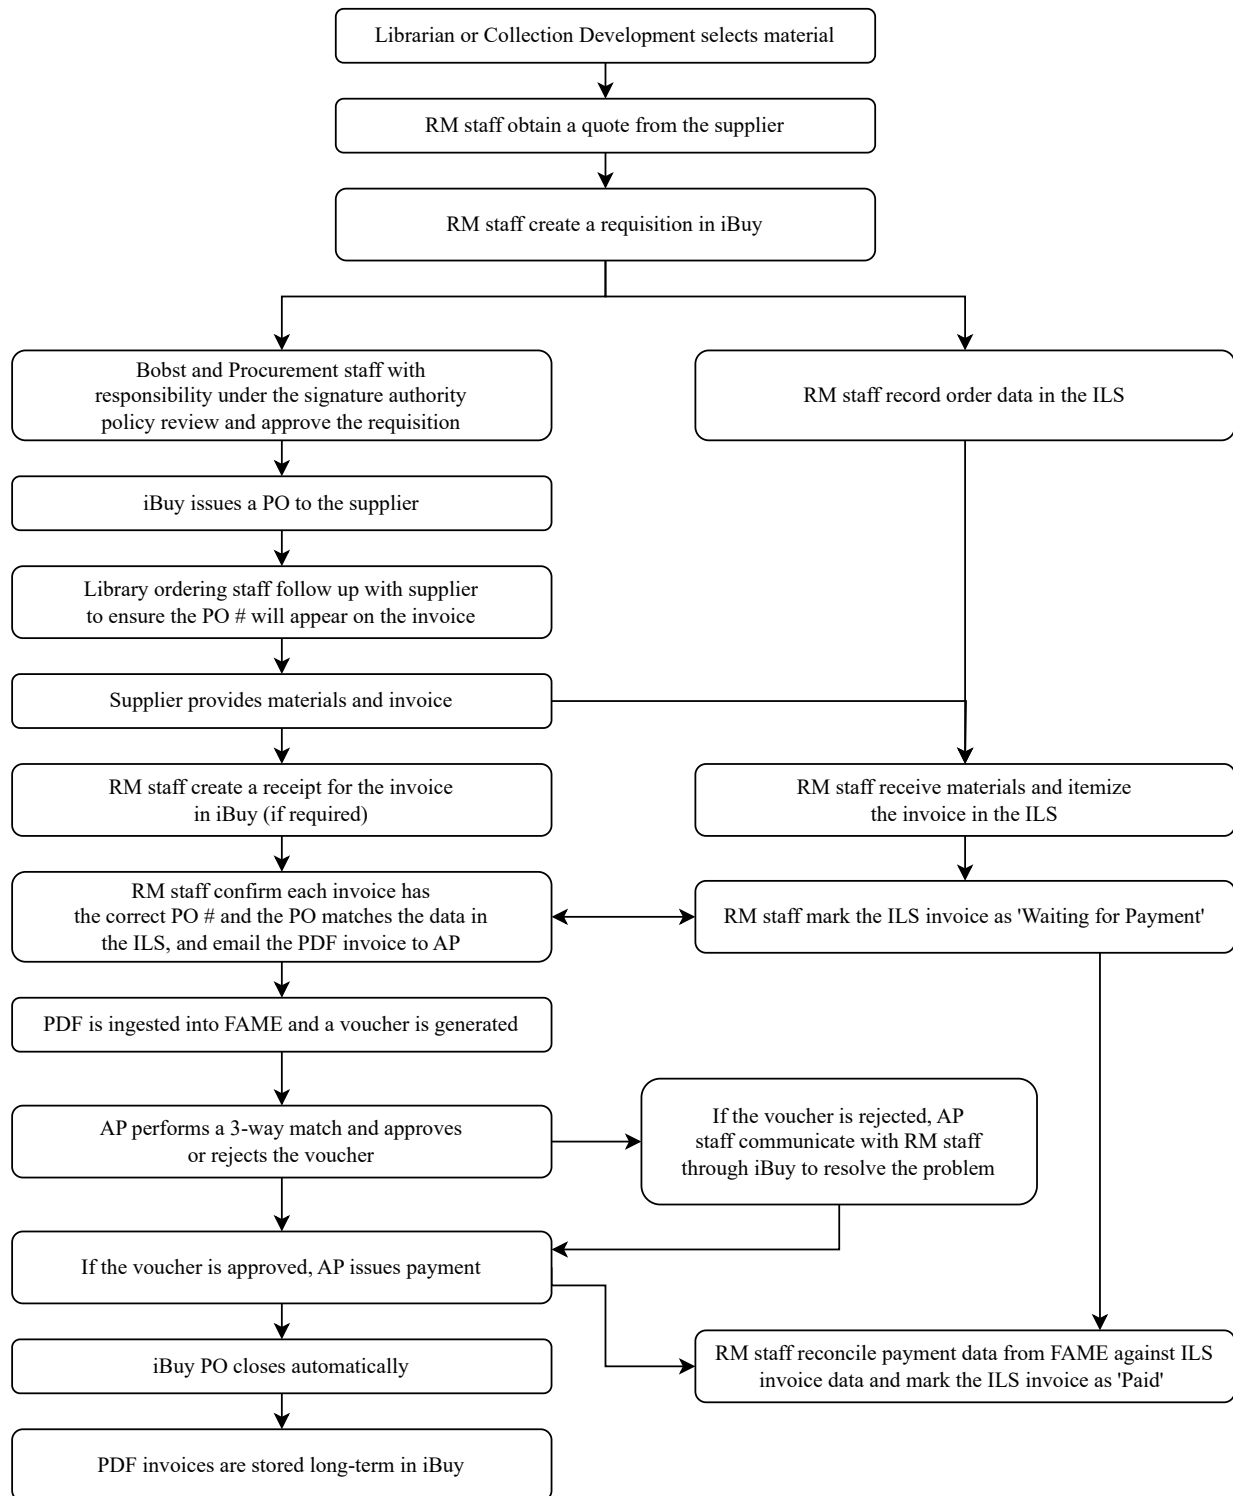 Librarian or Collection Development selects material
RM staff obtain a quote from the supplier
RM staff create a requisition in iBuy
Bobst and Procurement staff with
responsibility under the signature authority
policy review and approve the requisition
RM staff record order data in the ILS
iBuy issues a PO to the supplier
Library ordering staff follow up with supplier
to ensure the PO # will appear on the invoice
Supplier provides materials and invoice
RM staff create a receipt for the invoice
in iBuy (if required)
RM staff receive materials and itemize
the invoice in the ILS
RM staff confirm each invoice has
the correct PO # and the PO matches the data in
the ILS, and email the PDF invoice to AP
RM staff mark the ILS invoice as 'Waiting for Payment'
PDF is ingested into FAME and a voucher is generated
AP performs a 3-way match and approves
or rejects the voucher
If the voucher is rejected, AP
staff communicate with RM staff
through iBuy to resolve the problem
If the voucher is approved, AP issues payment
iBuy PO closes automatically
RM staff reconcile payment data from FAME against ILS
invoice data and mark the ILS invoice as 'Paid'
PDF invoices are stored long-term in iBuy